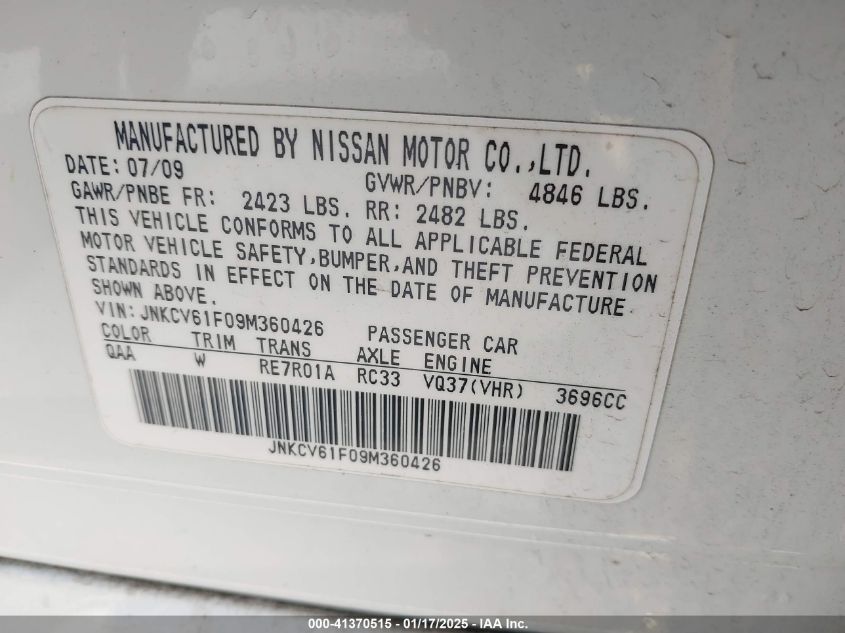 MANUFACTURED BY NISSAN MOTOR CO.,LTD.
DATE: 07/09 GVWR/PNBV: 4846 LBS.
GAWR/PNBE FR: 2423 LBS. RR: 2482 LBS.
THIS VEHICLE CONFORMS TO ALL APPLICABLE FEDERAL
MOTOR VEHICLE SAFETY,BUMPER,AND THEFT PREVENTION
STANDARDS IN EFFECT ON THE DATE OF MANUFACTURE
SHOWN ABOVE.
VIN: JNKCV61F09M360426 PASSENGER CAR
COLOR TRIM TRANS AXLE ENGINE
QAA W RE7R01A RC33 VQ37(VHR) 3696CC
JNKCV61F09M360426
000-41370515 - 01/17/2025 - IAA Inc.